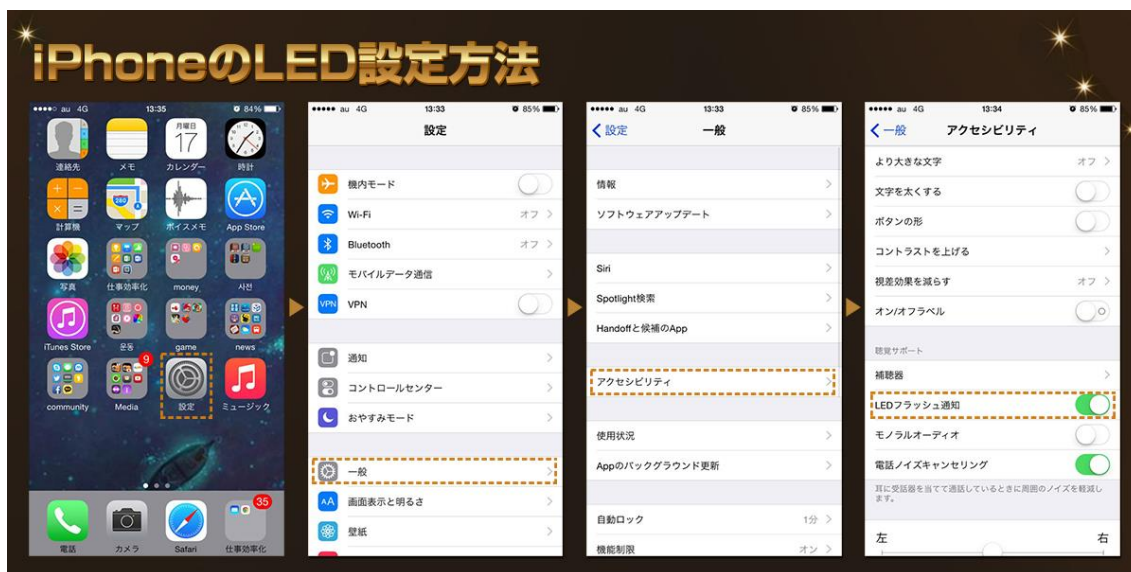 iPhoneのLED設定方法
au 4G 13:35 84%
月曜日
17
連絡先 メモ カレンダー 時計
280
計算機 マップ ボイスメモ App Store
写真 仕事効率化 money. 사전
iTunes Store 운동 game news
9
community Media 設定 ミュージック
35
電話 カメラ Safari 仕事効率化
au 4G 13:33 85%
設定
機内モード
Wi-Fi オフ
Bluetooth オフ
モバイルデータ通信
VPN VPN
通知
コントロールセンター
おやすみモード
一般
AA 画面表示と明るさ
壁紙
au 4G 13:33 85%
設定 一般
情報
ソフトウェアアップデート
Siri
Spotlight検索
Handoffと候補のApp
アクセシビリティ
使用状況
Appのバックグラウンド更新
自動ロック 1分
機能制限 オン
au 4G 13:34 85%
一般 アクセシビリティ
より大きな文字 オフ
文字を太くする
ボタンの形
コントラストを上げる
視差効果を減らす オフ
オン/オフラベル
聴覚サポート
補聴器
LEDフラッシュ通知
モノラルオーディオ
電話ノイズキャンセリング
耳に受話器を当てて通話しているときに周囲のノイズを軽減し
ます。
左 右